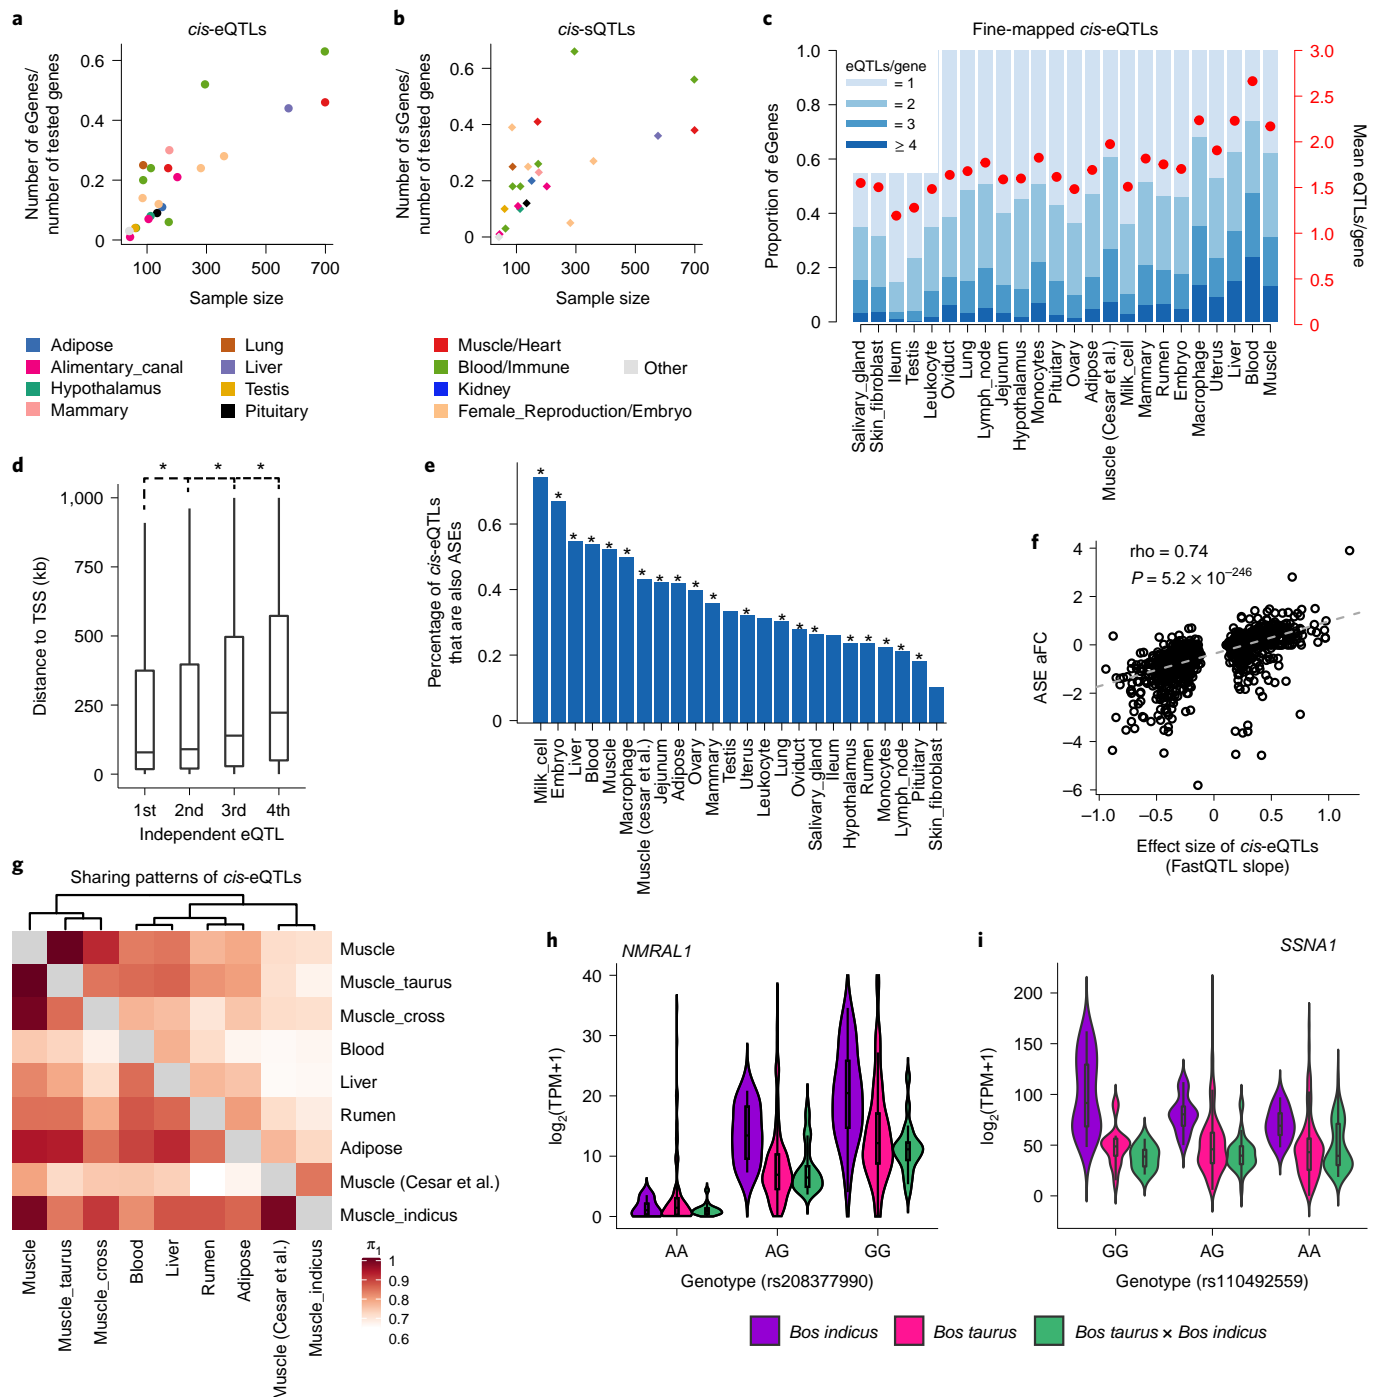 a
cis-eQTLs
Number of eGenes/
number of tested genes
0.6
0.4
0.2
0
100
300
500
700
Sample size
b
cis-sQTLs
Number of sGenes/
number of tested genes
0.6
0.4
0.2
0
100
300
500
700
Sample size
Adipose
Alimentary_canal
Hypothalamus
Mammary
Lung
Liver
Testis
Pituitary
Muscle/Heart
Blood/Immune
Kidney
Female_Reproduction/Embryo
Other
c
Fine-mapped cis-eQTLs
Proportion of eGenes
1.0
0.8
0.6
0.4
0.2
0
eQTLs/gene
= 1
= 2
= 3
≥ 4
3.0
2.5
2.0
1.5
1.0
0.5
0
Mean eQTLs/gene
Salivary_gland
Skin_fibroblast
Ileum
Testis
Leukocyte
Oviduct
Lung
Lymph_node
Jejunum
Hypothalamus
Monocytes
Pituitary
Ovary
Adipose
Muscle (Cesar et al.)
Milk_cell
Mammary
Rumen
Embryo
Macrophage
Uterus
Liver
Blood
Muscle
d
* * *
Distance to TSS (kb)
1,000
750
500
250
0
1st
2nd
3rd
4th
Independent eQTL
e
Percentage of cis-eQTLs
that are also ASEs
0.6
0.4
0.2
0
* * * * * * * * * * * * * * * * * * * *
Milk_cell
Embryo
Liver
Blood
Muscle
Macrophage
Muscle (cesar et al.)
Jejunum
Adipose
Ovary
Mammary
Testis
Uterus
Leukocyte
Lung
Oviduct
Salivary_gland
Ileum
Hypothalamus
Rumen
Monocytes
Lymph_node
Pituitary
Skin_fibroblast
f
rho = 0.74
P = 5.2 × 10⁻²⁴⁶
ASE aFC
4
2
0
−2
−4
−6
−1.0
−0.5
0
0.5
1.0
Effect size of cis-eQTLs
(FastQTL slope)
g
Sharing patterns of cis-eQTLs
Muscle
Muscle_taurus
Muscle_cross
Blood
Liver
Rumen
Adipose
Muscle (Cesar et al.)
Muscle_indicus
Muscle
Muscle_taurus
Muscle_cross
Blood
Liver
Rumen
Adipose
Muscle (Cesar et al.)
Muscle_indicus
π₁
1
0.9
0.8
0.7
0.6
h
NMRAL1
log₂(TPM+1)
40
30
20
10
0
AA
AG
GG
Genotype (rs208377990)
i
SSNA1
log₂(TPM+1)
200
150
100
50
0
GG
AG
AA
Genotype (rs110492559)
Bos indicus
Bos taurus
Bos taurus × Bos indicus